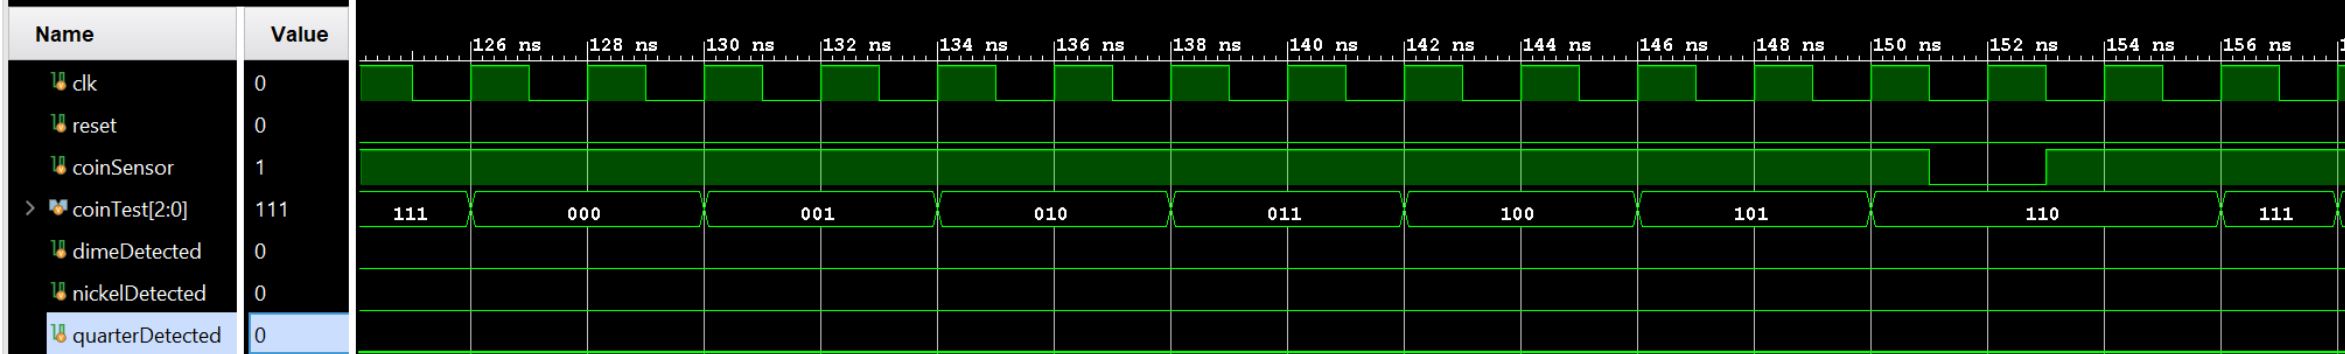 Name Value
126 ns 128 ns 130 ns 132 ns 134 ns 136 ns 138 ns 140 ns 142 ns 144 ns 146 ns 148 ns 150 ns 152 ns 154 ns 156 ns
clk 0
reset 0
coinSensor 1
coinTest[2:0] 111 111 000 001 010 011 100 101 110 111
dimeDetected 0
nickelDetected 0
quarterDetected 0